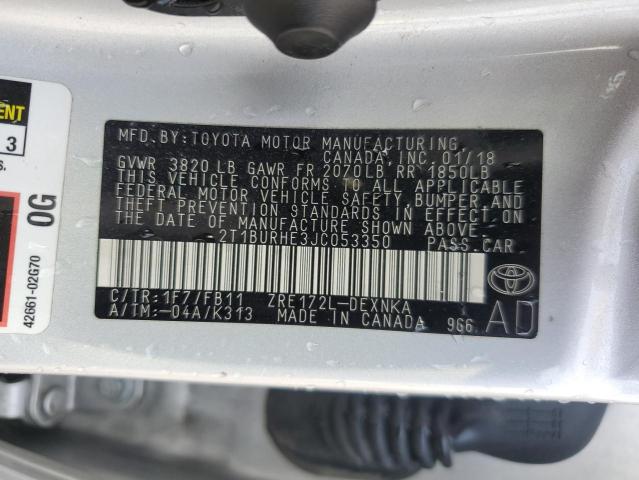 MFD. BY: TOYOTA MOTOR MANUFACTURING
CANADA, INC. 01/18
GVWR 3820 LB GAWR FR 2070LB RR 1850LB
THIS VEHICLE CONFORMS TO ALL APPLICABLE
FEDERAL MOTOR VEHICLE SAFETY, BUMPER, AND
THEFT PREVENTION STANDARDS IN EFFECT ON
THE DATE OF MANUFACTURE SHOWN ABOVE.
2T1BURHE3JC053350 PASS. CAR
C/TR: 1F7/FB11 ZRE172L-DEXNKA
A/TM: -04A/K313 MADE IN CANADA 9G6
AD
3
0G
42661-02G70